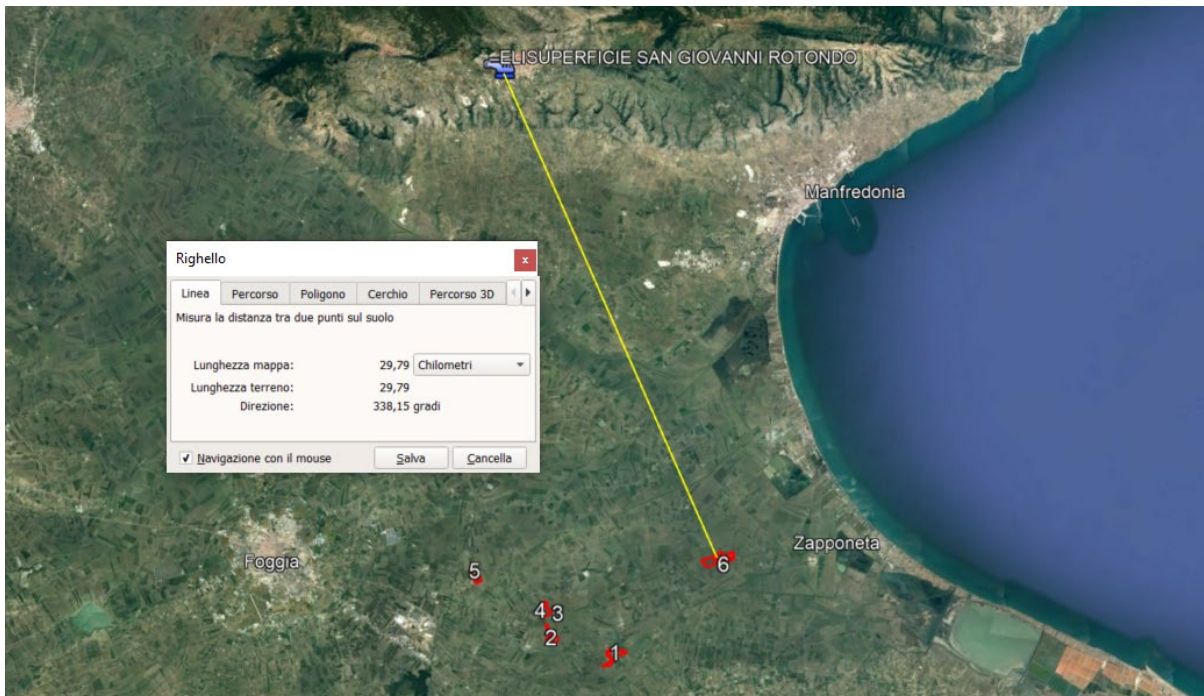 ELISUPERFICIE SAN GIOVANNI ROTONDO
Manfredonia
Righello
x
Linea Percorso Poligono Cerchio Percorso 3D
Misura la distanza tra due punti sul suolo
Lunghezza mappa: 29,79 Chilometri
Lunghezza terreno: 29,79
Direzione: 338,15 gradi
Navigazione con il mouse Salva Cancella
Zapponeta
Foggia
6
5
4 3
2
1